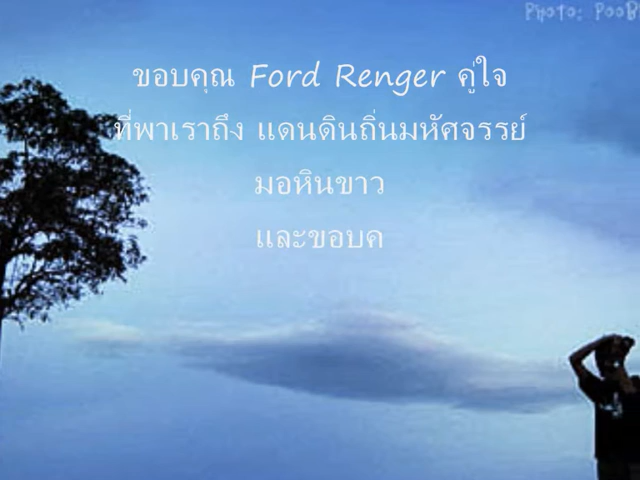 Photo: PooB
ขอบคุณ Ford Renger คู่ใจ
ที่พาเราถึง แดนดินถิ่นมหัศจรรย์
มอหินขาว
และขอบค